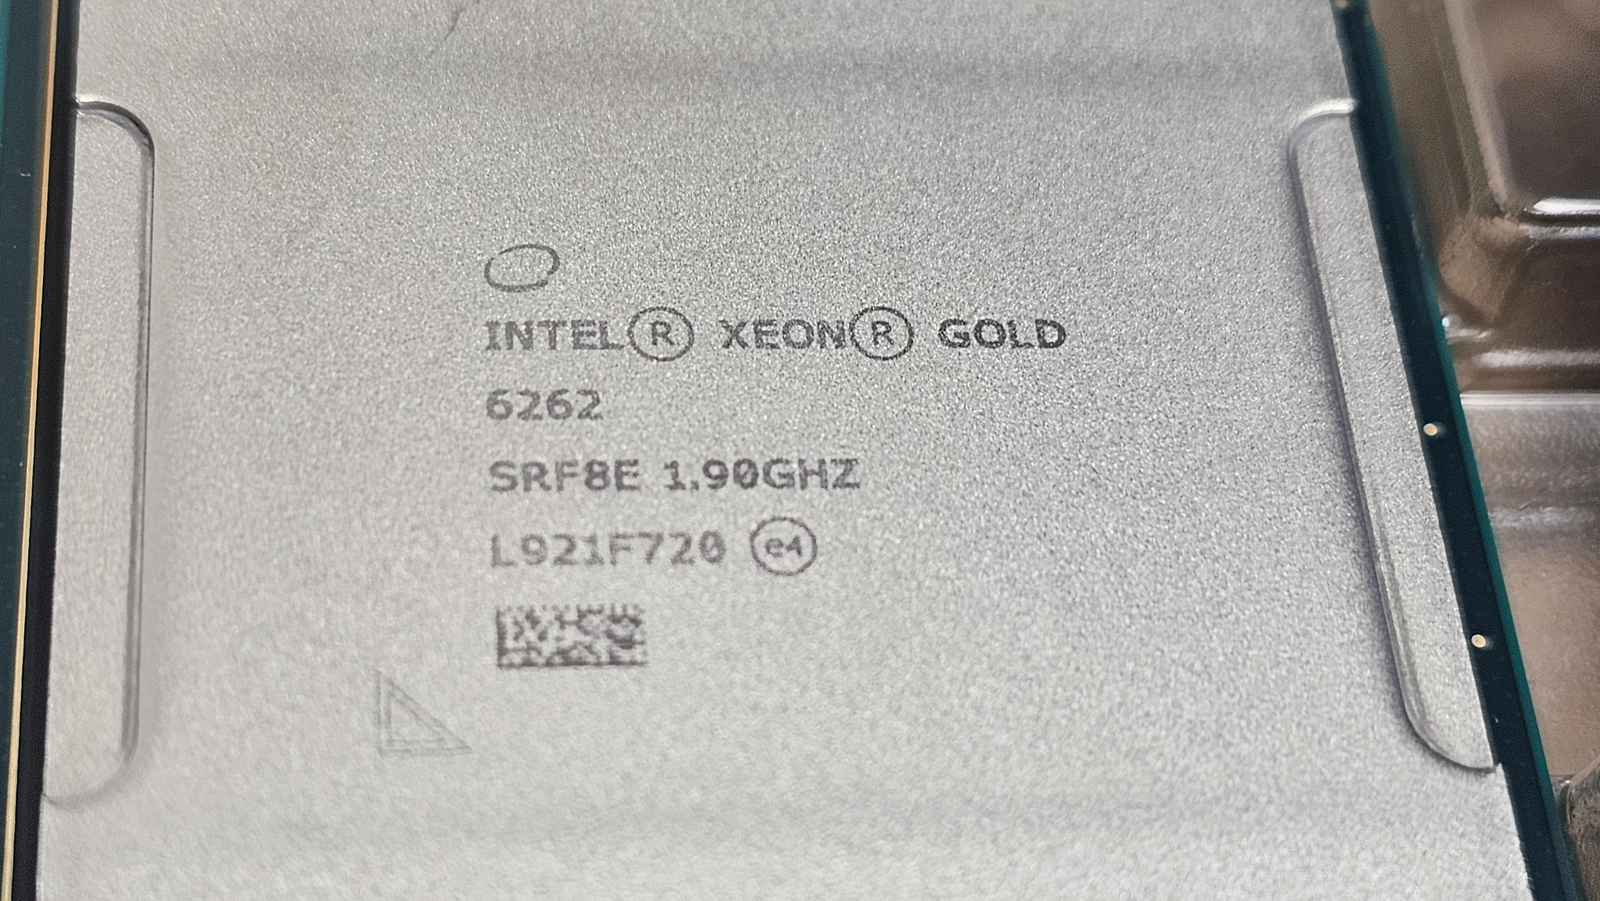 INTEL® XEON® GOLD
6262
SRF8E 1.90GHZ
L921F720 e4